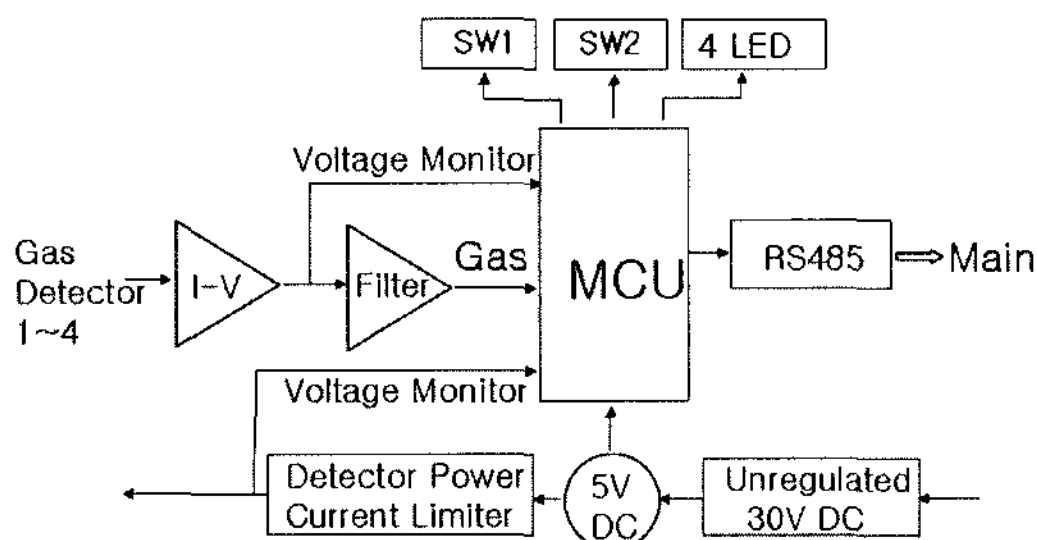 SW1
SW2
4 LED
Voltage Monitor
Gas
Detector
1~4
I-V
Filter
Gas
MCU
RS485
Main
Voltage Monitor
Detector Power
Current Limiter
5V
DC
Unregulated
30V DC